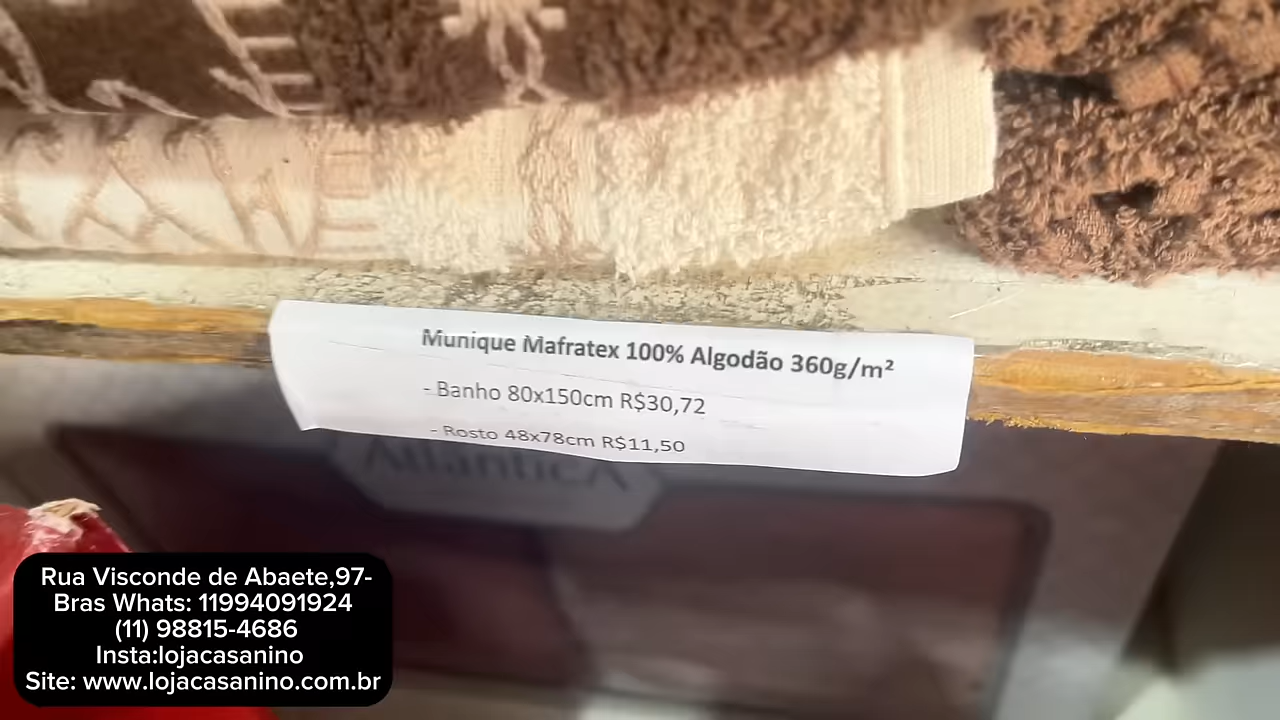 Munique Mafratex 100% Algodão 360g/m²
- Banho 80x150cm R$30,72
- Rosto 48x78cm R$11,50
Atlântica
Rua Visconde de Abaete,97-
Bras Whats: 11994091924
(11) 98815-4686
Insta:lojacasanino
Site: www.lojacasanino.com.br